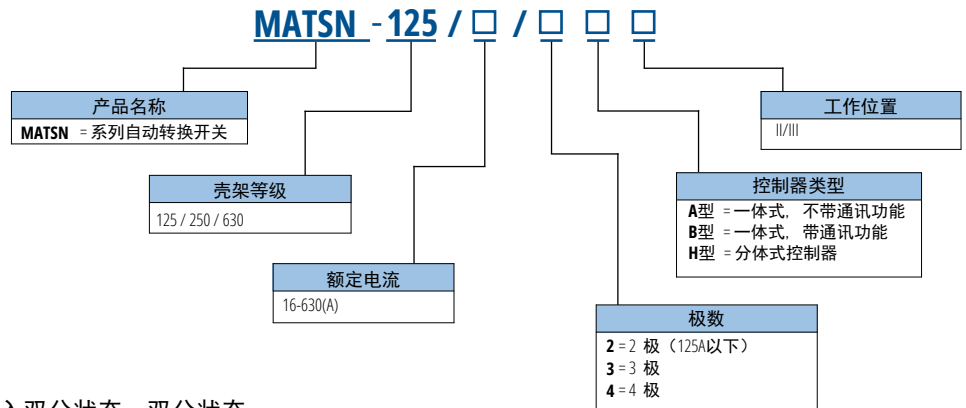 MATSN - 125 / □ / □ □ □
产品名称
MATSN = 系列自动转换开关
工作位置
II/III
壳架等级
125 / 250 / 630
控制器类型
A型 = 一体式, 不带通讯功能
B型 = 一体式, 带通讯功能
H型 = 分体式控制器
额定电流
16-630(A)
极数
2 = 2 极（125A以下）
3 = 3 极
4 = 4 极